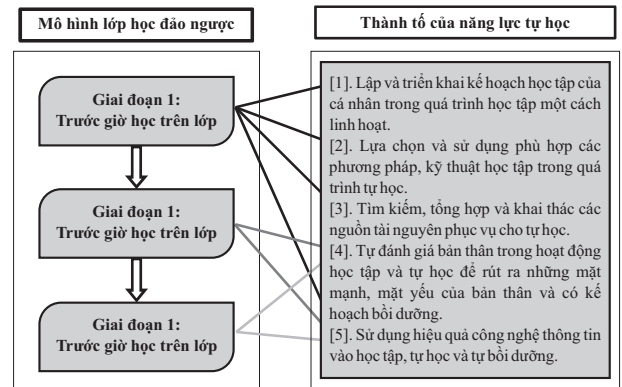 Mô hình lớp học đảo ngược
Giai đoạn 1:
Trước giờ học trên lớp
Giai đoạn 1:
Trước giờ học trên lớp
Giai đoạn 1:
Trước giờ học trên lớp
Thành tố của năng lực tự học
[1]. Lập và triển khai kế hoạch học tập của
cá nhân trong quá trình học tập một cách
linh hoạt.
[2]. Lựa chọn và sử dụng phù hợp các
phương pháp, kỹ thuật học tập trong quá
trình tự học.
[3]. Tìm kiếm, tổng hợp và khai thác các
nguồn tài nguyên phục vụ cho tự học.
[4]. Tự đánh giá bản thân trong hoạt động
học tập và tự học để rút ra những mặt
mạnh, mặt yếu của bản thân và có kế
hoạch bồi dưỡng.
[5]. Sử dụng hiệu quả công nghệ thông tin
vào học tập, tự học và tự bồi dưỡng.